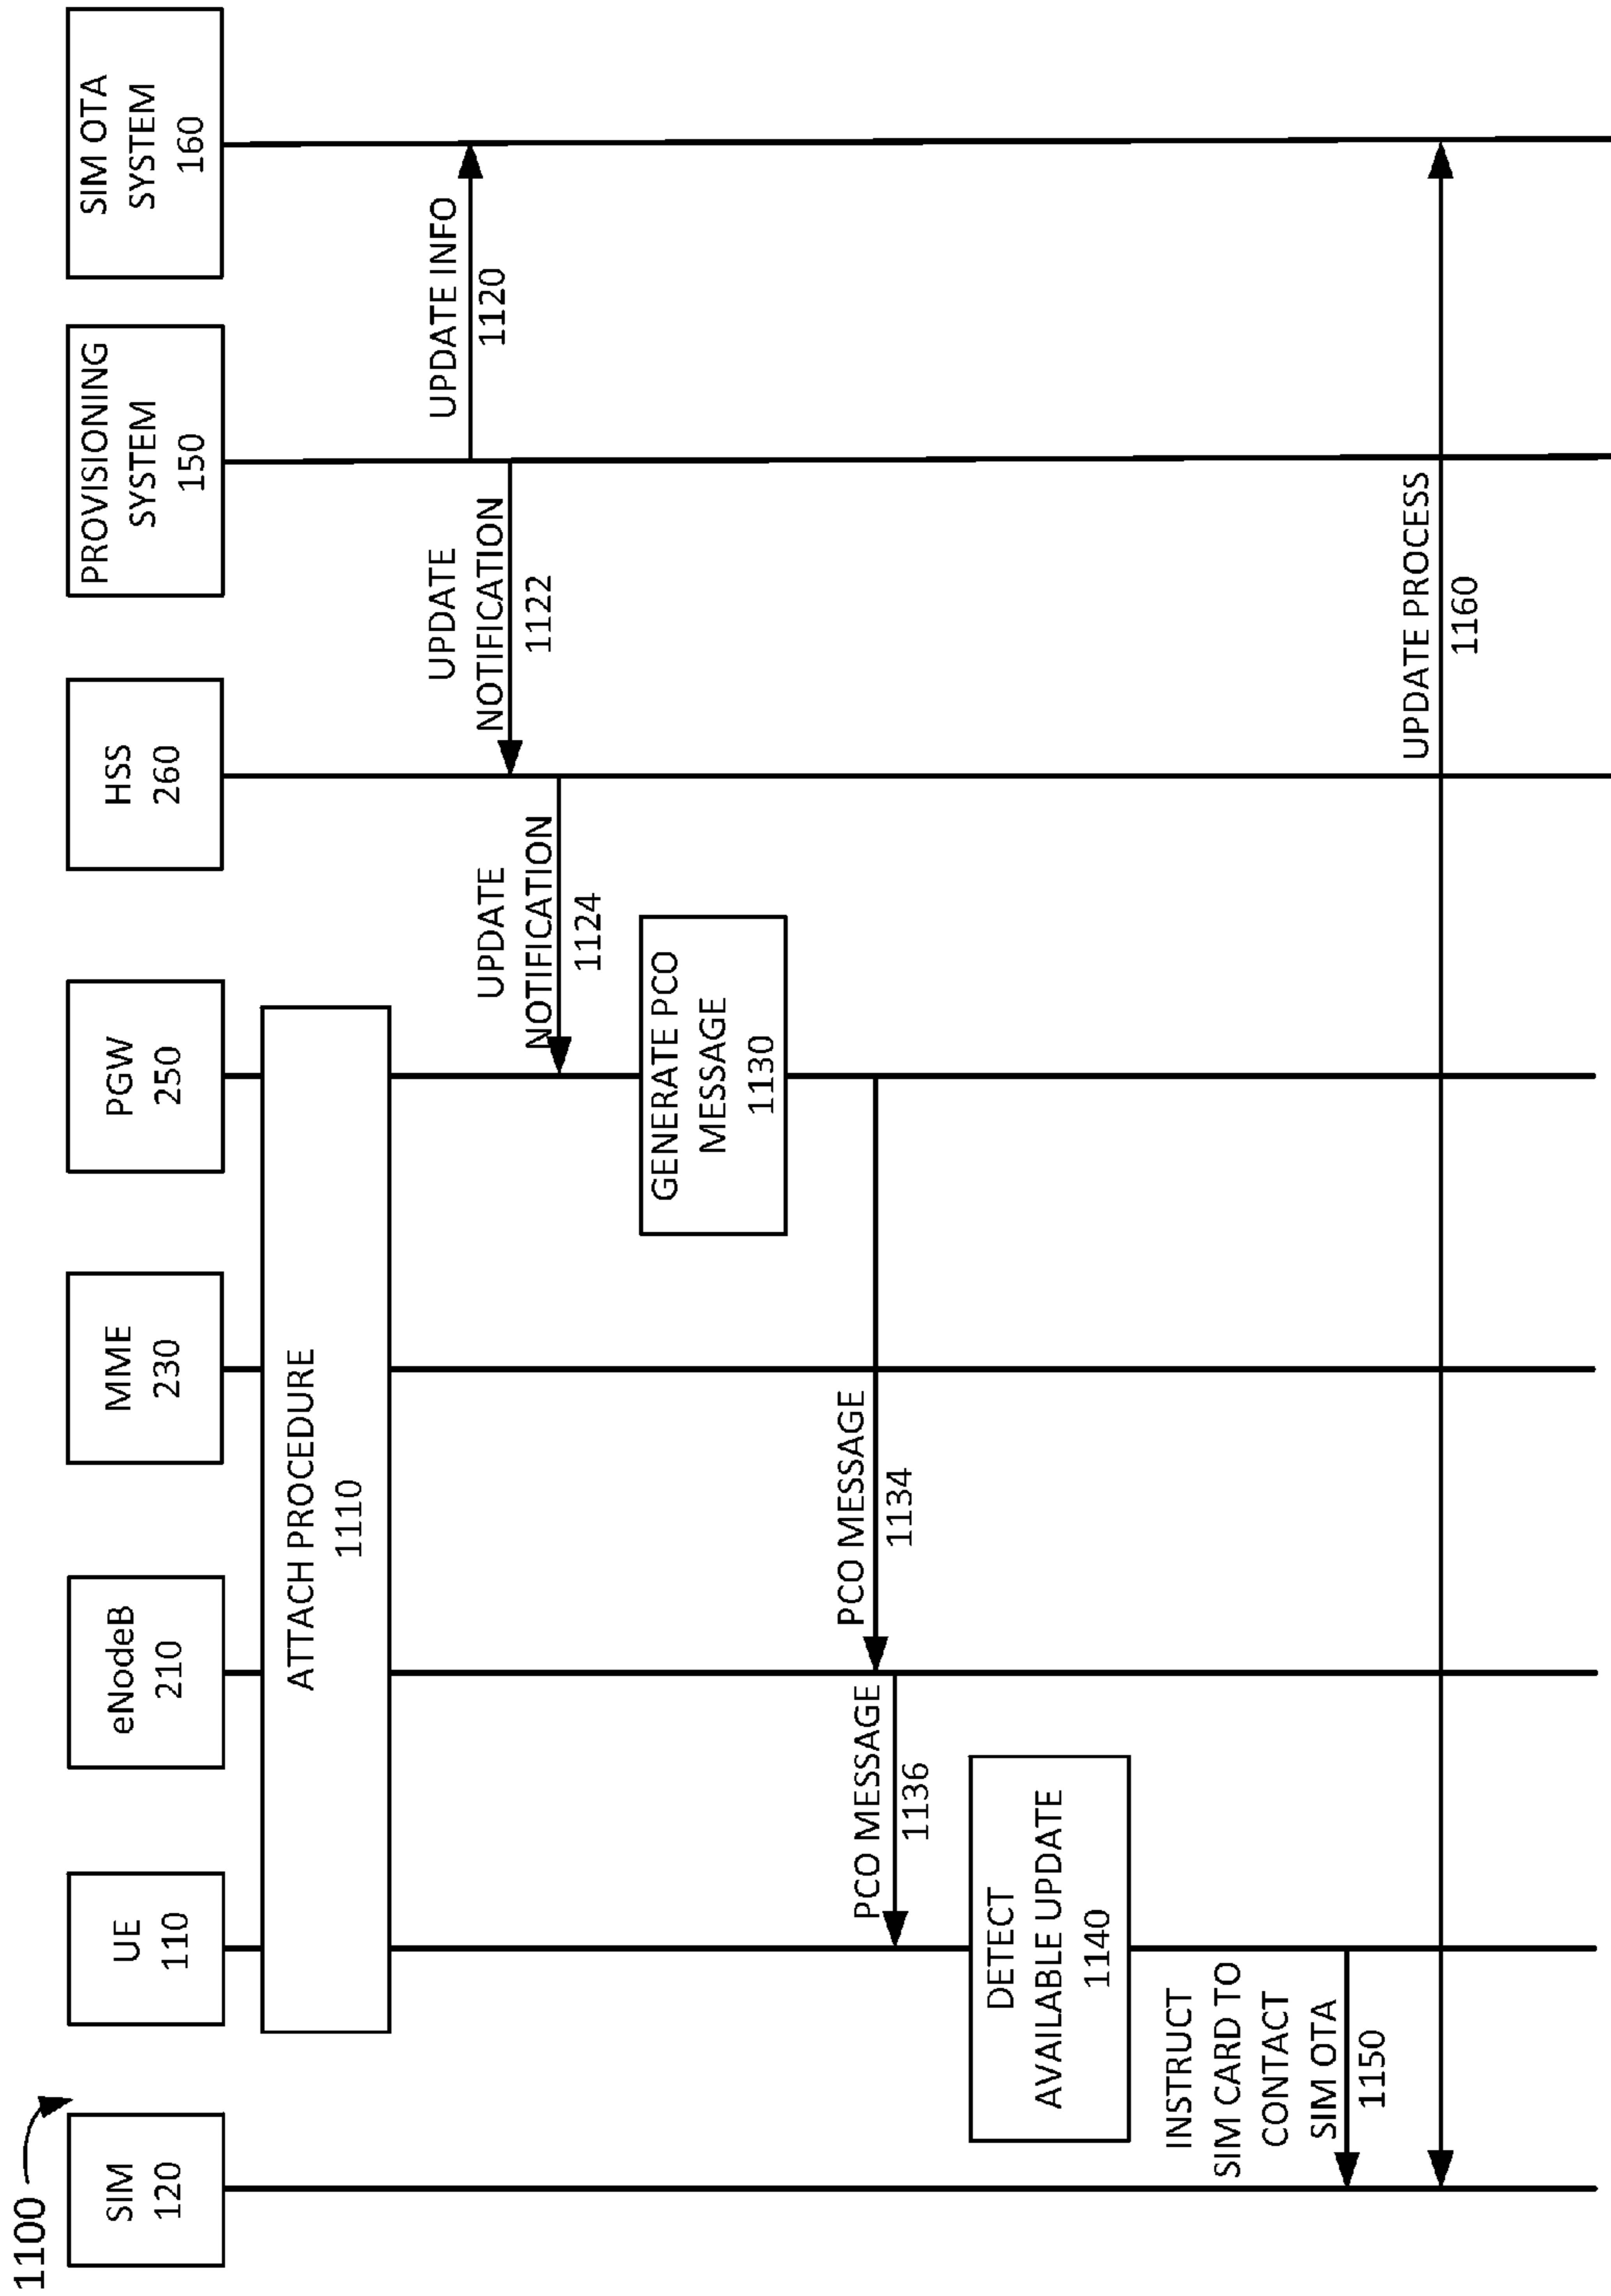 1100
SIM
120
UE
110
eNodeB
210
MME
230
PGW
250
HSS
260
PROVISIONING
SYSTEM
150
SIM OTA
SYSTEM
160
ATTACH PROCEDURE
1110
UPDATE INFO
1120
UPDATE
NOTIFICATION
1122
UPDATE
NOTIFICATION
1124
GENERATE PCO
MESSAGE
1130
PCO MESSAGE
1134
PCO MESSAGE
1136
DETECT
AVAILABLE UPDATE
1140
INSTRUCT
SIM CARD TO
CONTACT
SIM OTA
1150
UPDATE PROCESS
1160